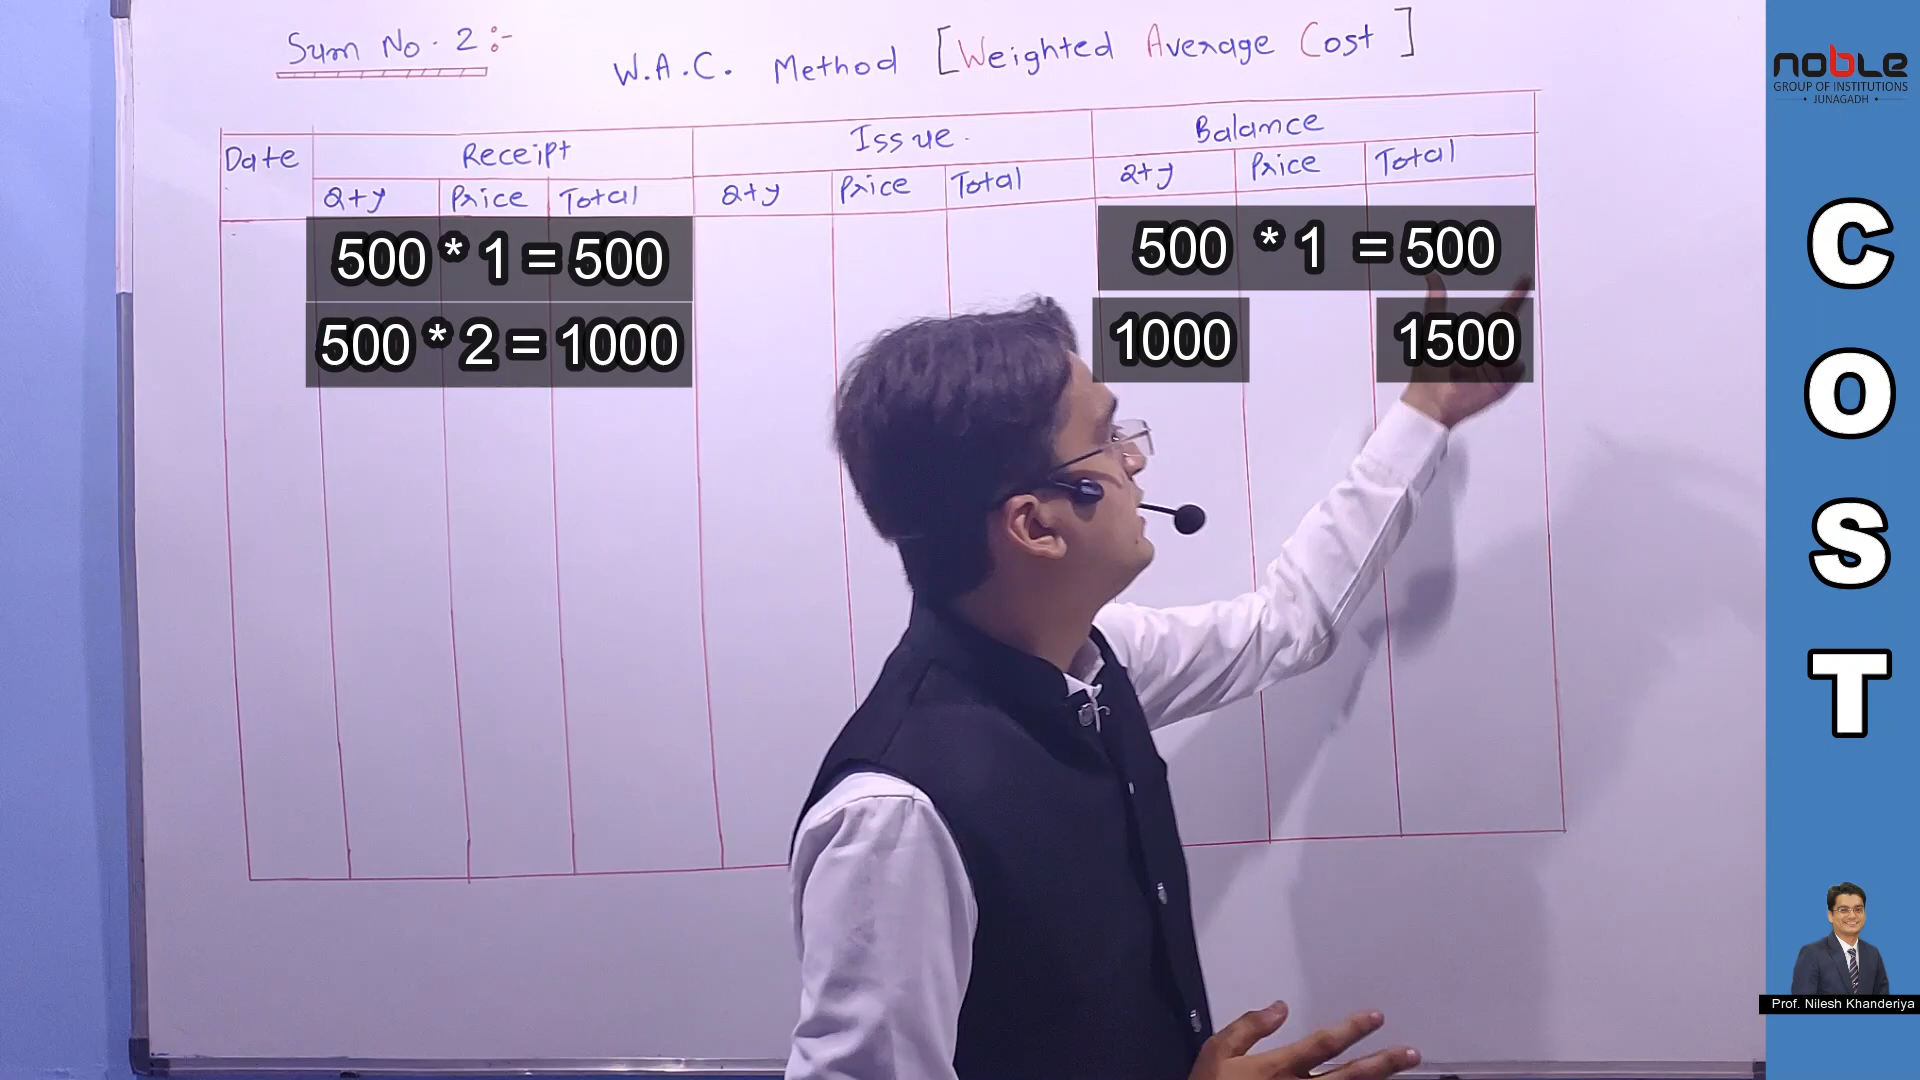 Sum No. 2 :-
W.A.C. Method [Weighted Average Cost]
Date Receipt Issue. Balance
Qty Price Total Qty Price Total Qty Price Total
500 * 1 = 500 500 * 1 = 500
500 * 2 = 1000 1000 1500
noble
GROUP OF INSTITUTIONS
• JUNAGADH •
COST
Prof. Nilesh Khanderiya